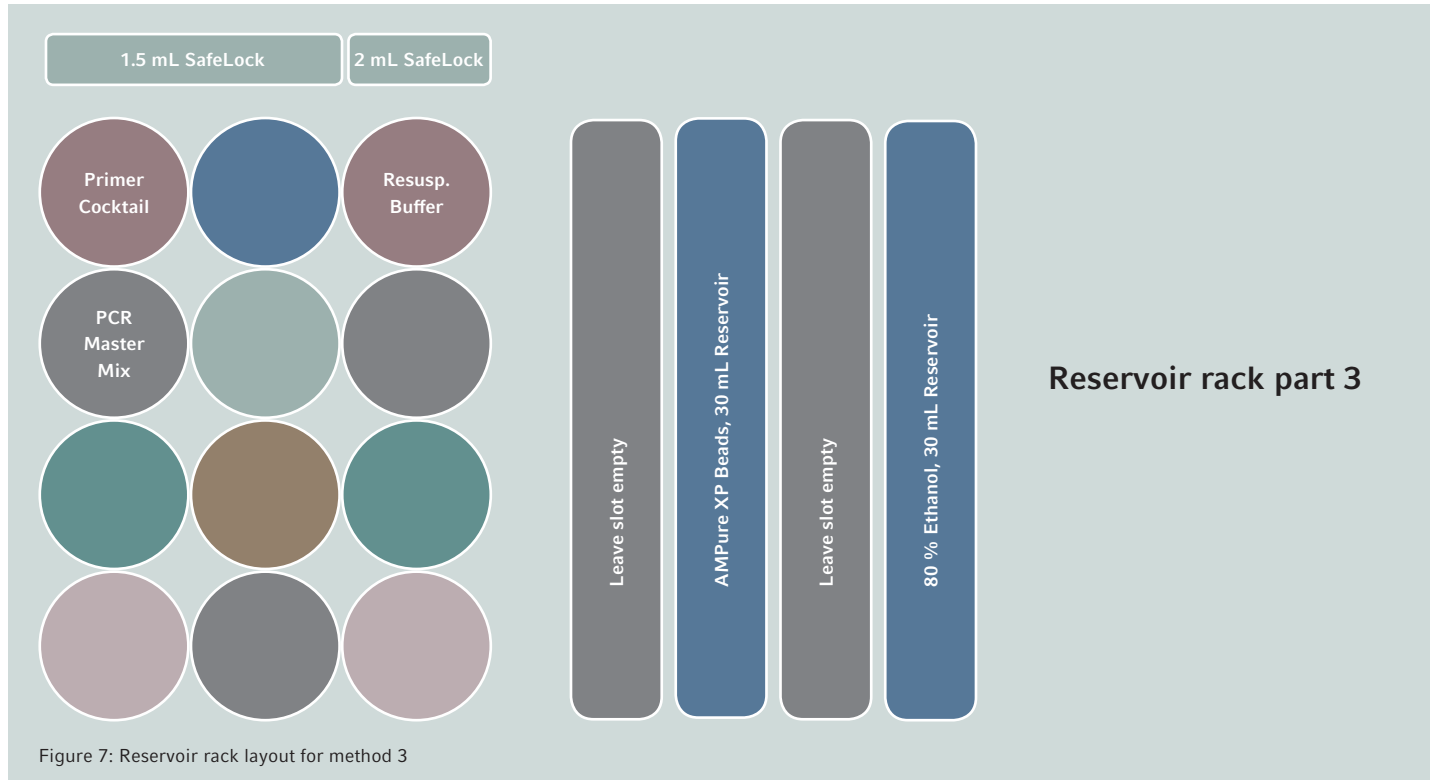 1.5 mL SafeLock
2 mL SafeLock
Primer
Cocktail
Resusp.
Buffer
PCR
Master
Mix
Leave slot empty
AMPure XP Beads, 30 mL Reservoir
Leave slot empty
80 % Ethanol, 30 mL Reservoir
Reservoir rack part 3
Figure 7: Reservoir rack layout for method 3